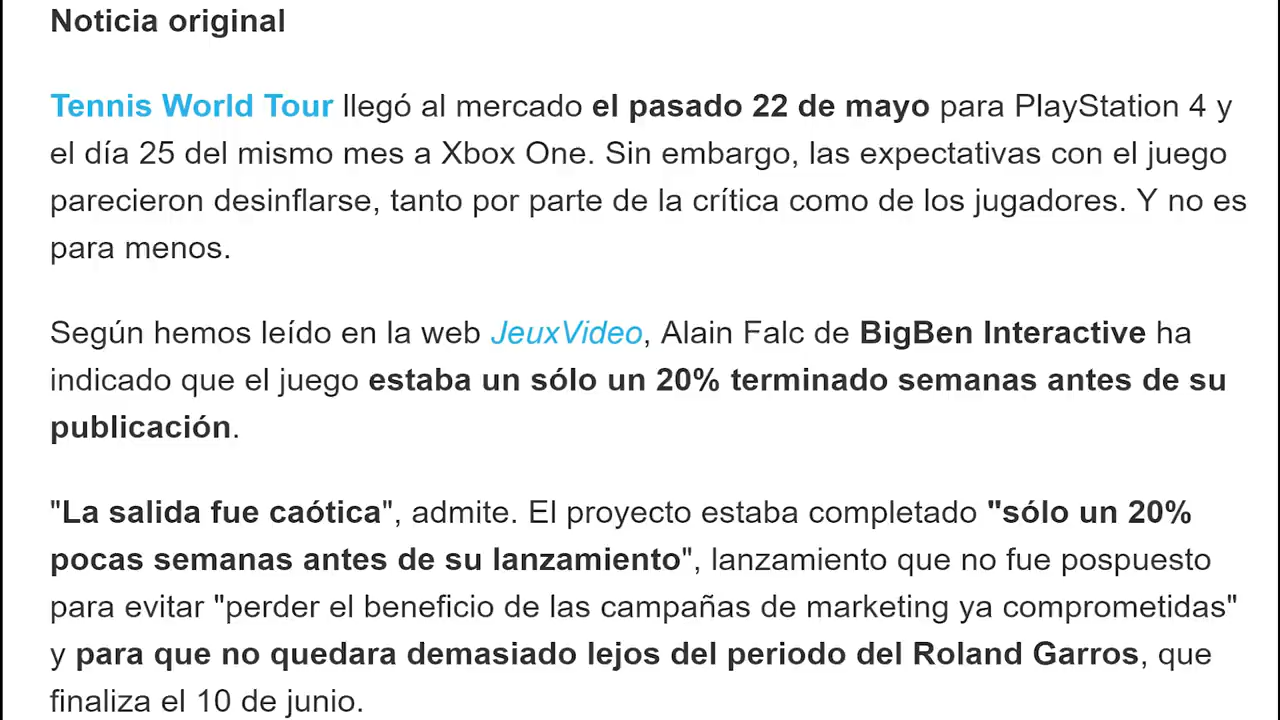 Noticia original
Tennis World Tour llegó al mercado el pasado 22 de mayo para PlayStation 4 y
el día 25 del mismo mes a Xbox One. Sin embargo, las expectativas con el juego
parecieron desinflarse, tanto por parte de la crítica como de los jugadores. Y no es
para menos.
Según hemos leído en la web JeuxVideo, Alain Falc de BigBen Interactive ha
indicado que el juego estaba un sólo un 20% terminado semanas antes de su
publicación.
"La salida fue caótica", admite. El proyecto estaba completado "sólo un 20%
pocas semanas antes de su lanzamiento", lanzamiento que no fue pospuesto
para evitar "perder el beneficio de las campañas de marketing ya comprometidas"
y para que no quedara demasiado lejos del periodo del Roland Garros, que
finaliza el 10 de junio.